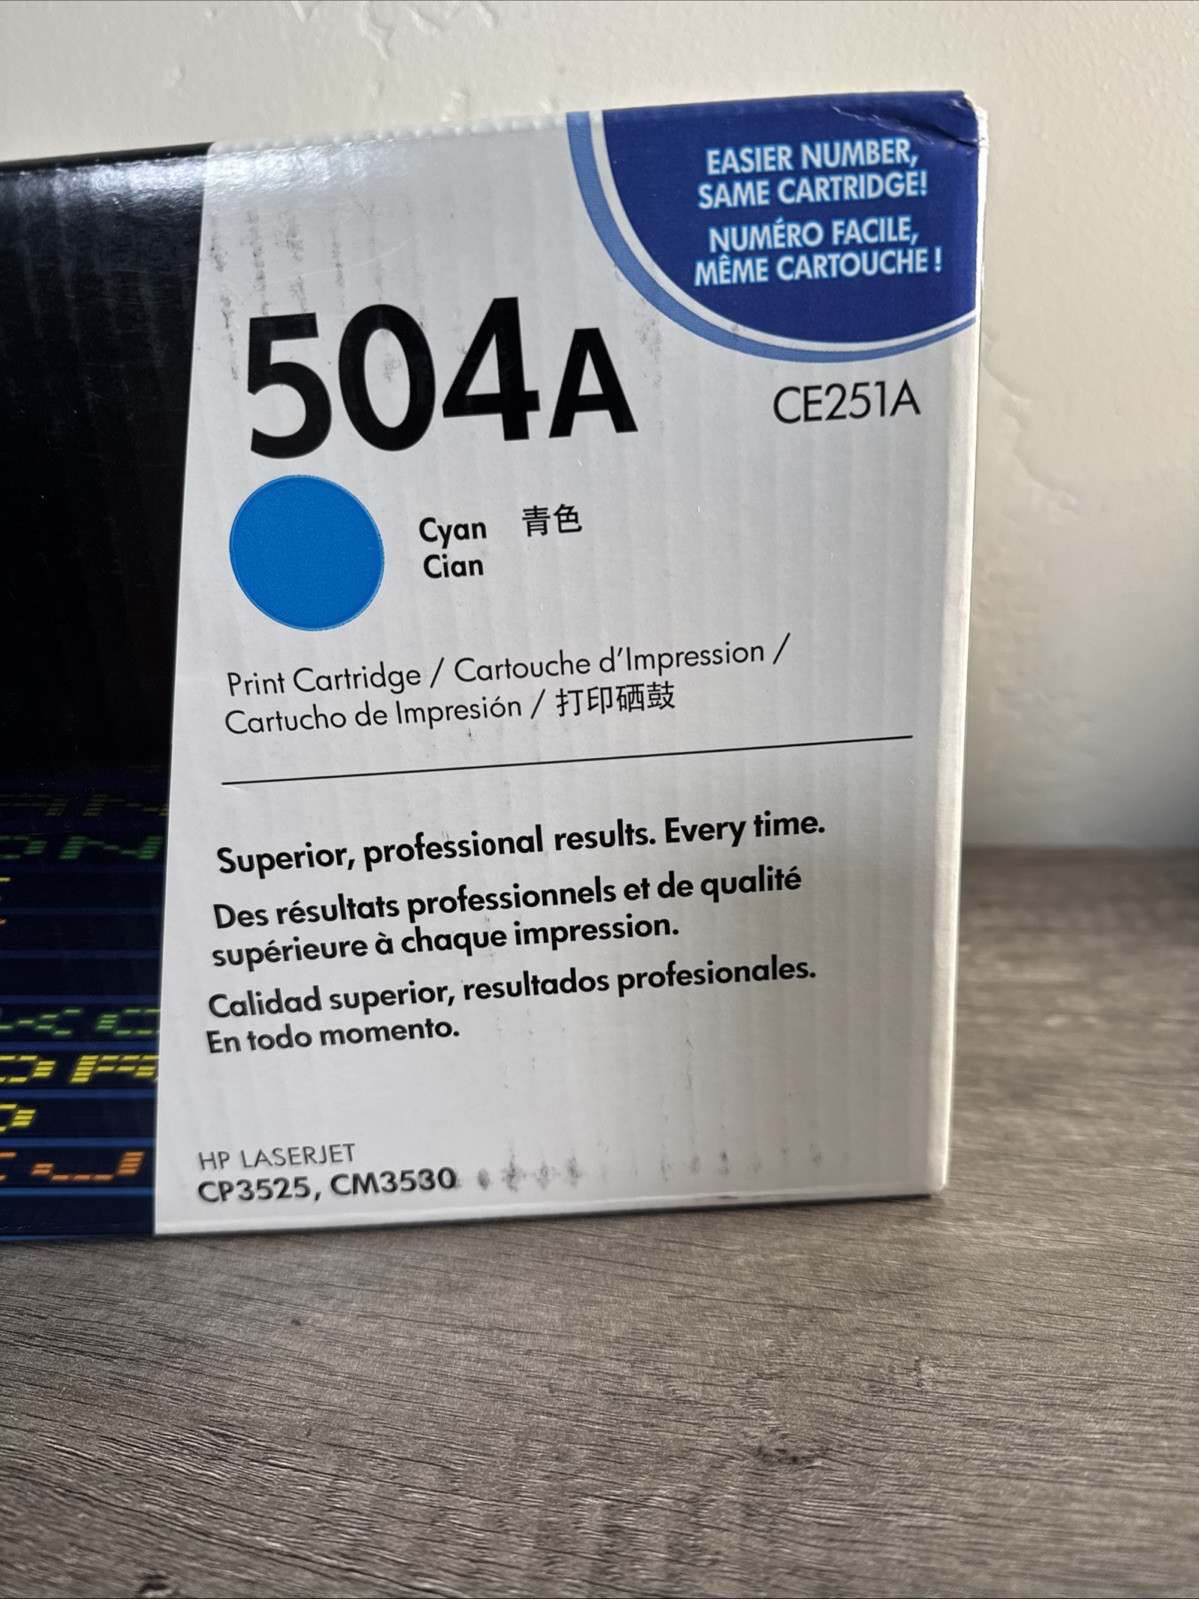 EASIER NUMBER,
SAME CARTRIDGE!
NUMÉRO FACILE,
MÊME CARTOUCHE !
504A
CE251A
Cyan 青色
Cian
Print Cartridge / Cartouche d'Impression /
Cartucho de Impresión / 打印硒鼓
Superior, professional results. Every time.
Des résultats professionnels et de qualité
supérieure à chaque impression.
Calidad superior, resultados profesionales.
En todo momento.
HP LASERJET
CP3525, CM3530